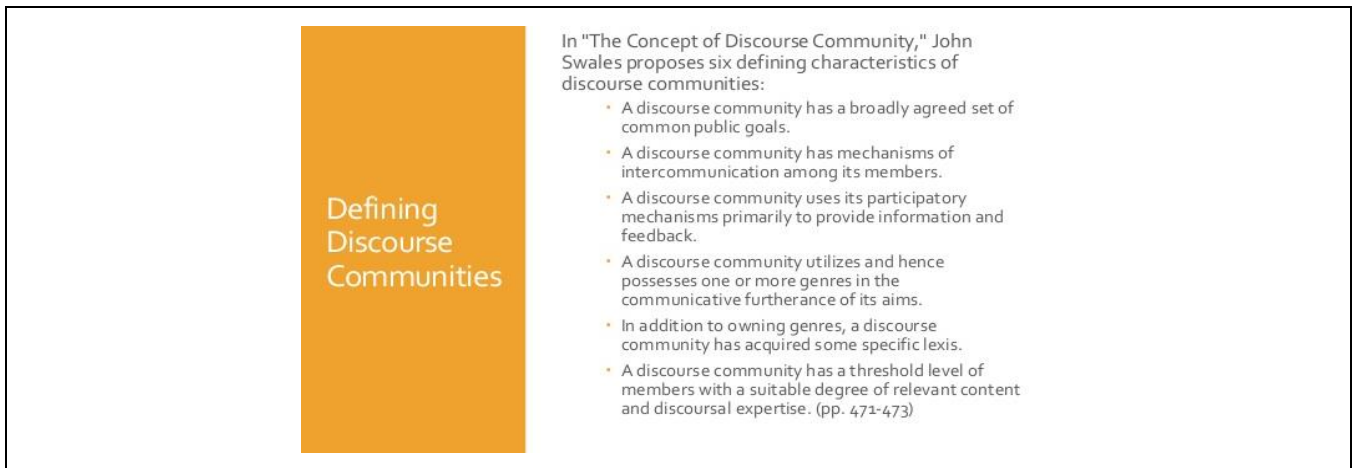 Defining
Discourse
Communities
In "The Concept of Discourse Community," John
Swales proposes six defining characteristics of
discourse communities:
· A discourse community has a broadly agreed set of
common public goals.
· A discourse community has mechanisms of
intercommunication among its members.
· A discourse community uses its participatory
mechanisms primarily to provide information and
feedback.
· A discourse community utilizes and hence
possesses one or more genres in the
communicative furtherance of its aims.
· In addition to owning genres, a discourse
community has acquired some specific lexis.
· A discourse community has a threshold level of
members with a suitable degree of relevant content
and discoursal expertise. (pp. 471-473)